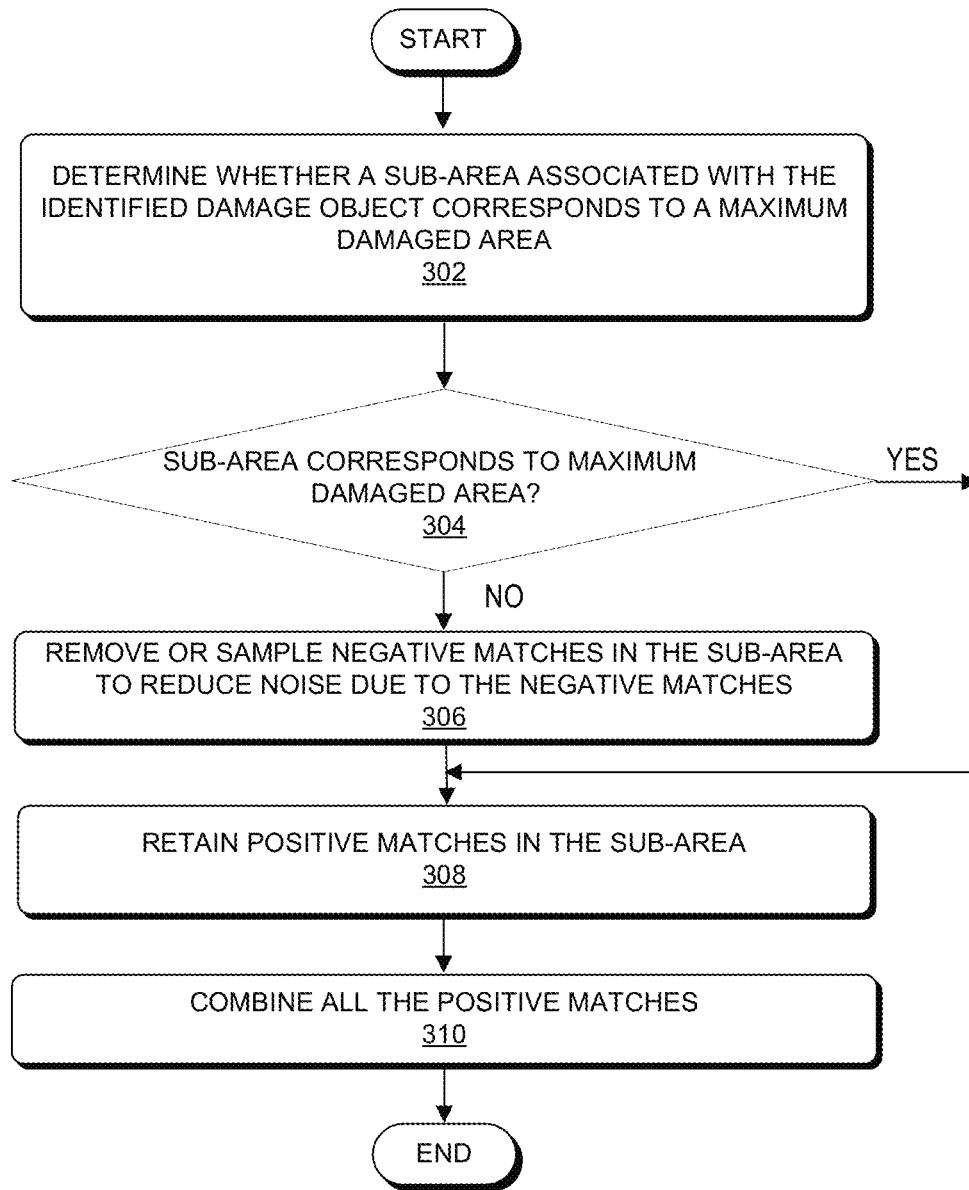 START
DETERMINE WHETHER A SUB-AREA ASSOCIATED WITH THE
IDENTIFIED DAMAGE OBJECT CORRESPONDS TO A MAXIMUM
DAMAGED AREA
302
SUB-AREA CORRESPONDS TO MAXIMUM
DAMAGED AREA?
304
YES
NO
REMOVE OR SAMPLE NEGATIVE MATCHES IN THE SUB-AREA
TO REDUCE NOISE DUE TO THE NEGATIVE MATCHES
306
RETAIN POSITIVE MATCHES IN THE SUB-AREA
308
COMBINE ALL THE POSITIVE MATCHES
310
END